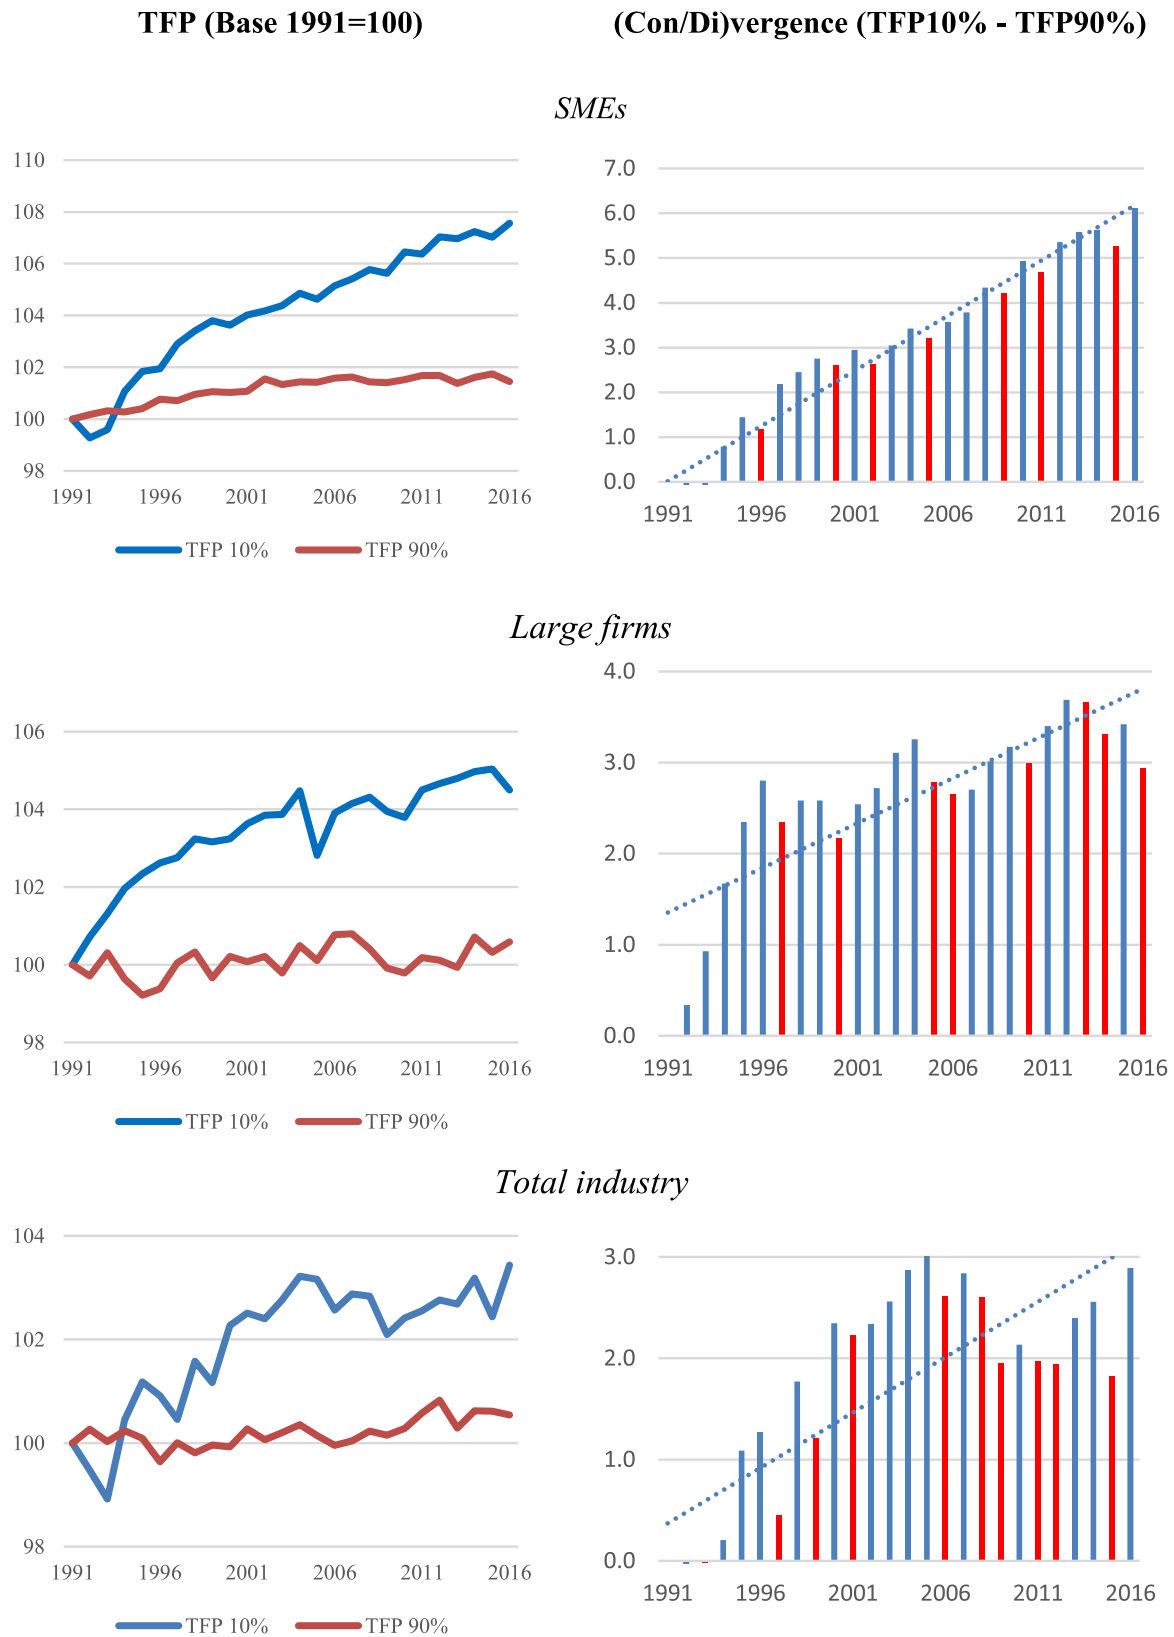 TFP (Base 1991=100)
(Con/Di)vergence (TFP10% - TFP90%)
SMEs
110
108
106
104
102
100
98
1991 1996 2001 2006 2011 2016
TFP 10% TFP 90%
7.0
6.0
5.0
4.0
3.0
2.0
1.0
0.0
1991 1996 2001 2006 2011 2016
Large firms
106
104
102
100
98
1991 1996 2001 2006 2011 2016
TFP 10% TFP 90%
4.0
3.0
2.0
1.0
0.0
1991 1996 2001 2006 2011 2016
Total industry
104
102
100
98
1991 1996 2001 2006 2011 2016
TFP 10% TFP 90%
3.0
2.0
1.0
0.0
1991 1996 2001 2006 2011 2016